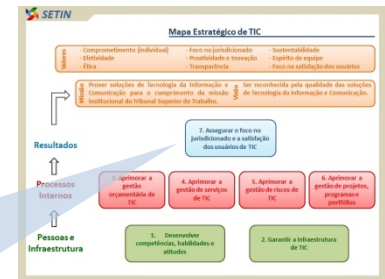 SETIN
Mapa Estratégico de TIC
Valores
- Comprometimento (individual)
- Efetividade
- Ética
- Foco no jurisdicionado
- Proatividade e Inovação
- Transparência
- Sustentabilidade
- Espírito de equipe
- Foco na satisfação dos usuários
Missão
Prover soluções de Tecnologia da Informação e
Comunicação para o cumprimento da missão
institucional do Tribunal Superior do Trabalho.
Visão
Ser reconhecida pela qualidade das soluções
de Tecnologia da Informação e Comunicação.
Resultados
7. Assegurar o foco no
jurisdicionado e a satisfação
dos usuários de TIC
Processos
Internos
3. Aprimorar a
gestão
orçamentária de
TIC
4. Aprimorar a
gestão de serviços
de TIC
5. Aprimorar a
gestão de riscos de
TIC
6. Aprimorar a
gestão de projetos,
programas e
portfólios
Pessoas e
Infraestrutura
1. Desenvolver
competências, habilidades e
atitudes
2. Garantir a infraestrutura
de TIC